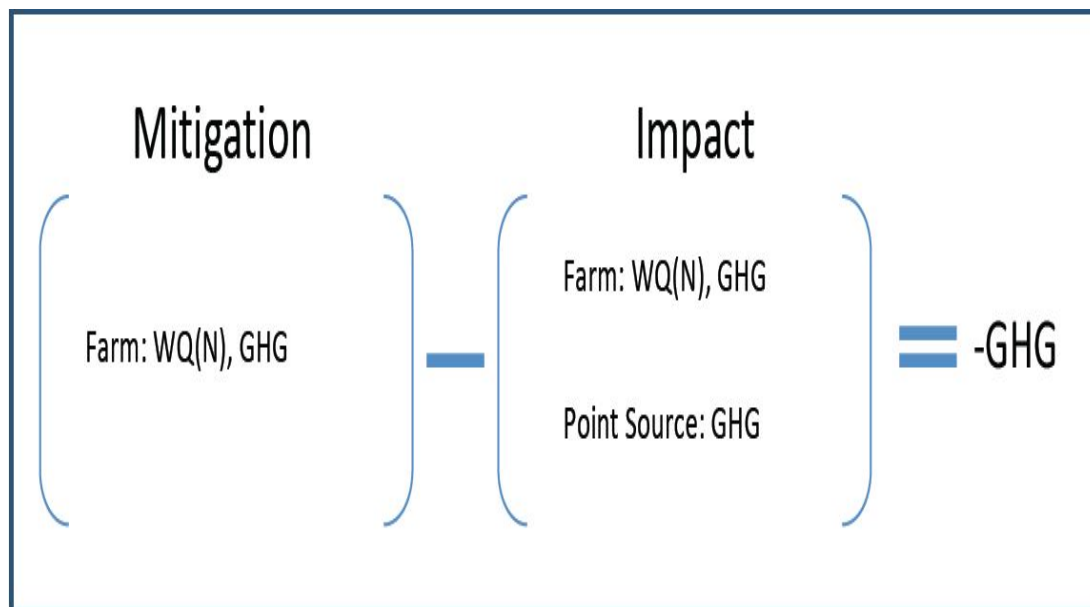 Mitigation
Impact
Farm: WQ(N), GHG
Farm: WQ(N), GHG
Point Source: GHG
-GHG